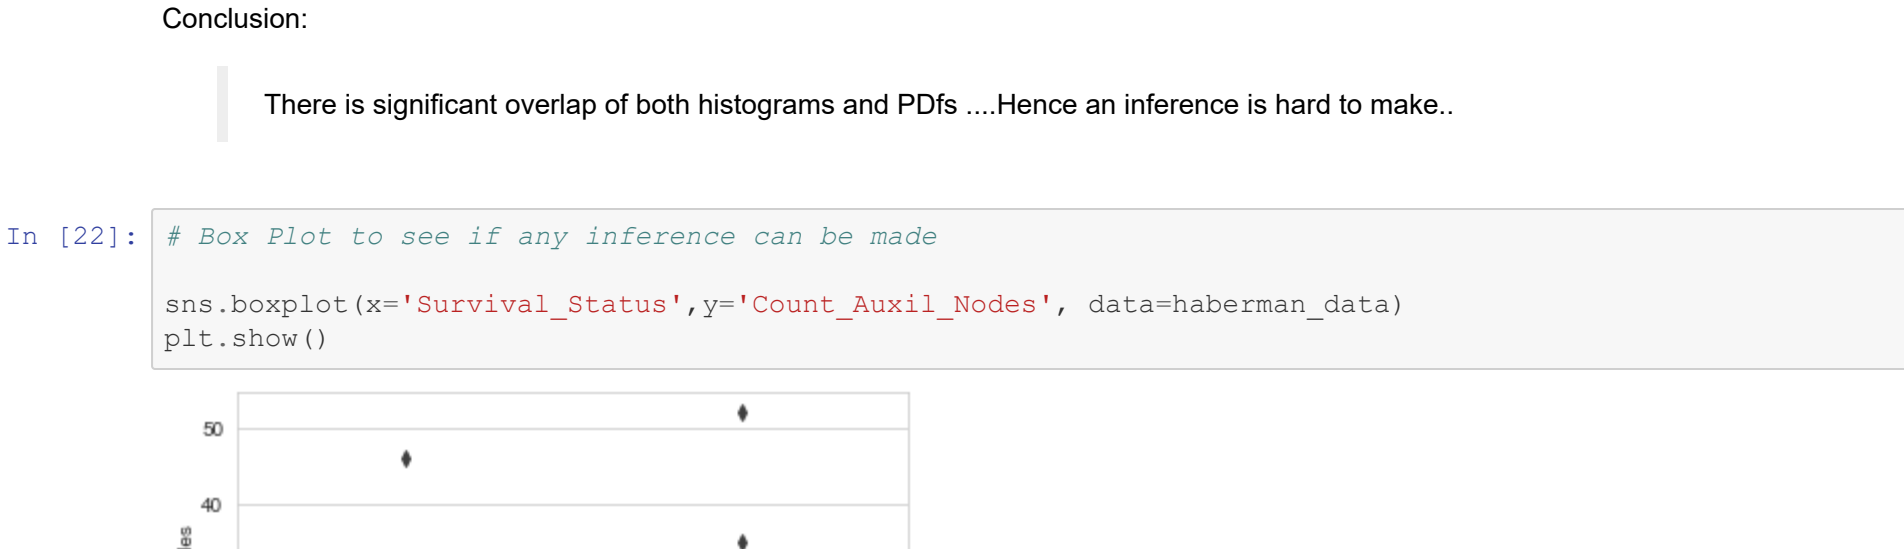 Conclusion:
There is significant overlap of both histograms and PDfs ....Hence an inference is hard to make..
In [22]: # Box Plot to see if any inference can be made
sns.boxplot(x='Survival_Status',y='Count_Auxil_Nodes', data=haberman_data)
plt.show()
50
40